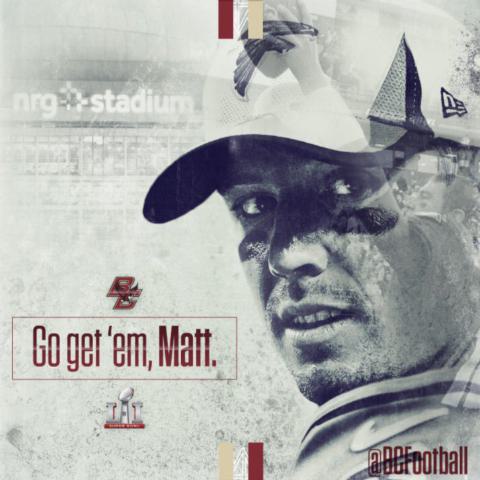 nrg stadium
BC
Go get 'em, Matt.
LI
SUPER BOWL
@BCFootball